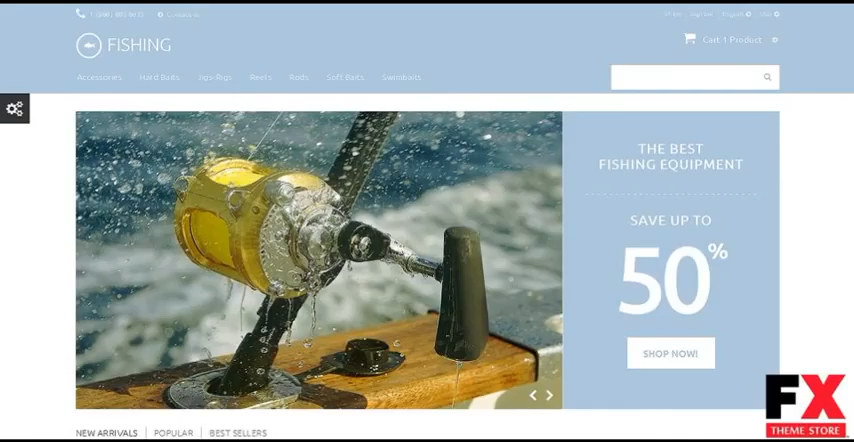 FISHING
Cart 1 Product
Accessories
Hard Baits
Jigs-Rigs
Reels
Rods
Soft Baits
Swimbaits
THE BEST
FISHING EQUIPMENT
SAVE UP TO
50%
SHOP NOW!
NEW ARRIVALS
POPULAR
BEST SELLERS
FX
THEME STORE